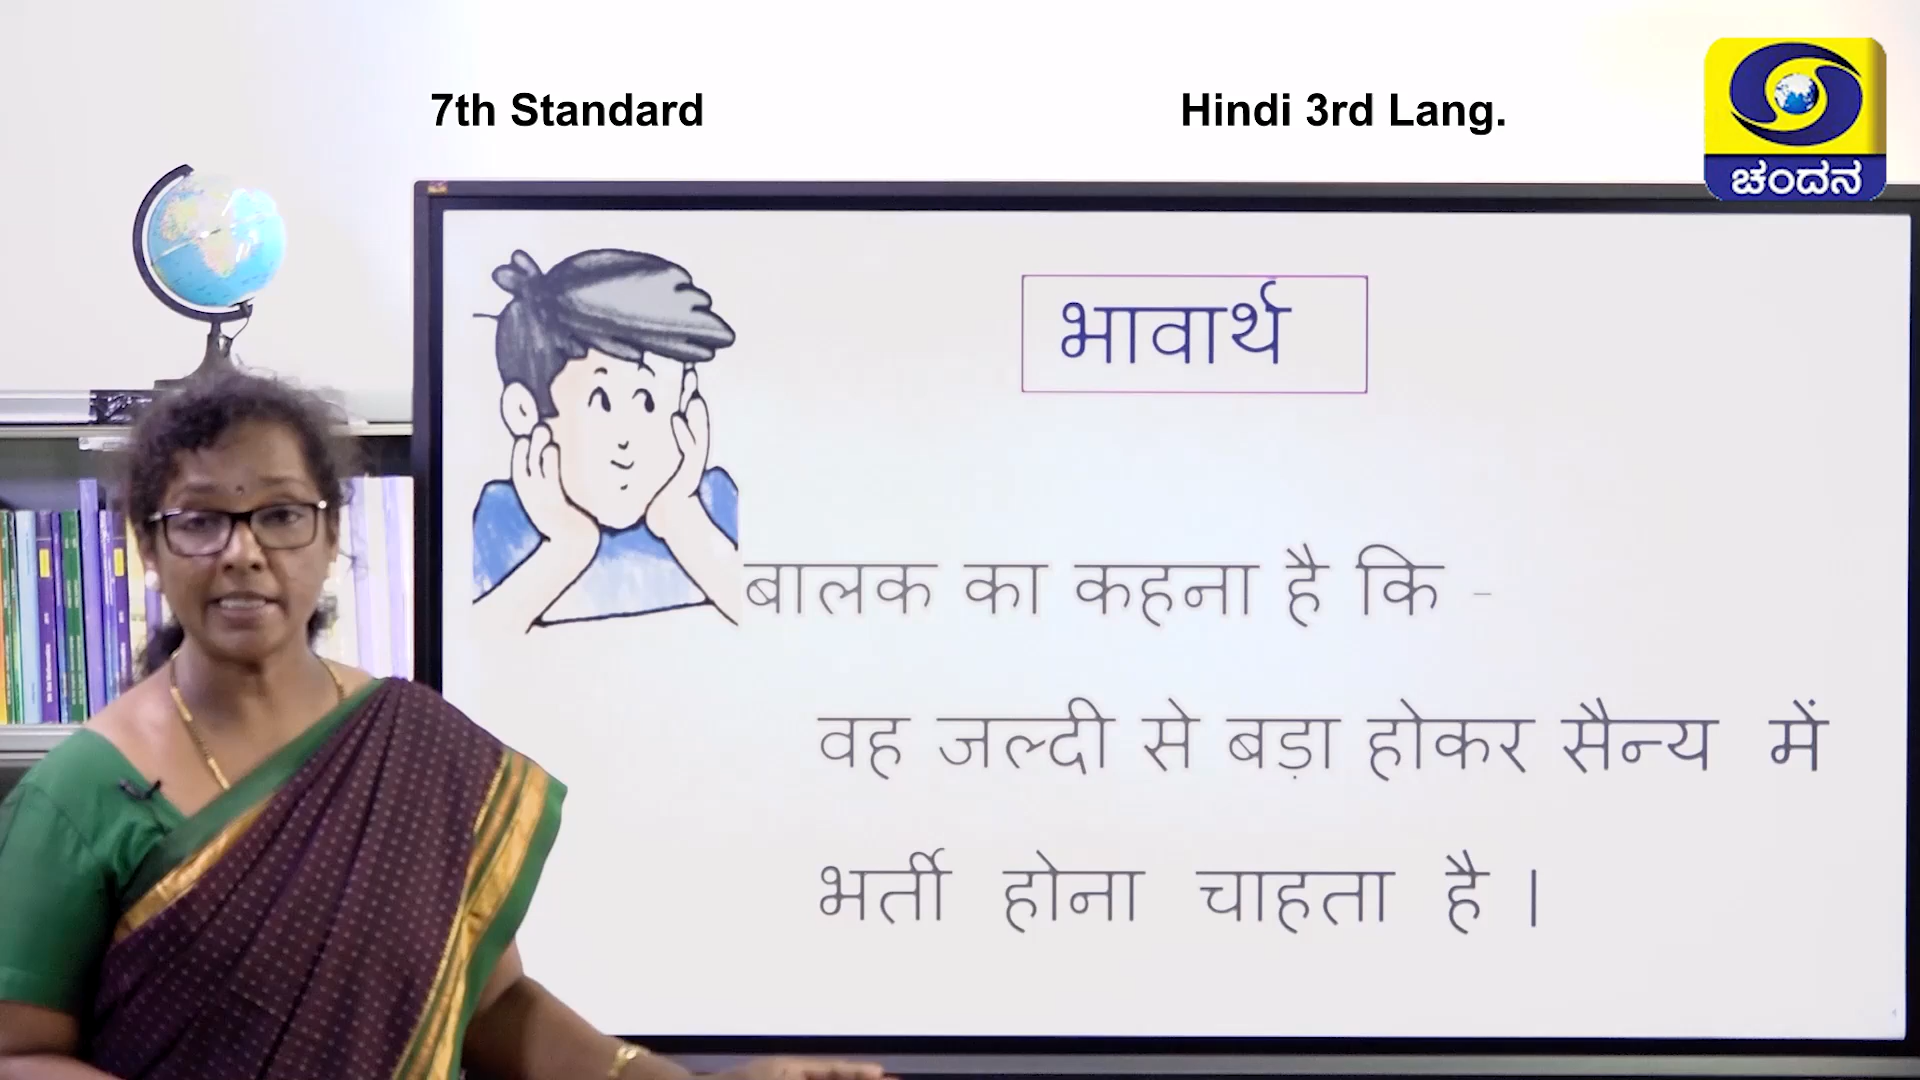 7th Standard
Hindi 3rd Lang.
ಚಂದನ
भावार्थ
बालक का कहना है कि -
वह जल्दी से बड़ा होकर सैन्य में
भर्ती होना चाहता है ।